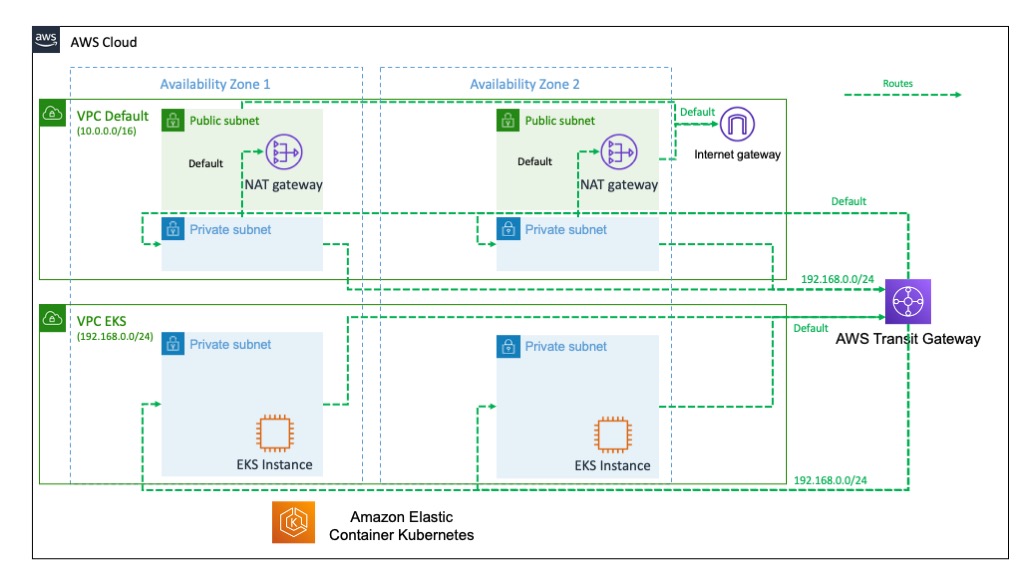 aws
AWS Cloud
Availability Zone 1
Availability Zone 2
Routes
VPC Default
(10.0.0.0/16)
Public subnet
Default
NAT gateway
Public subnet
Default
NAT gateway
Default
Internet gateway
Private subnet
Private subnet
Default
192.168.0.0/24
AWS Transit Gateway
VPC EKS
(192.168.0.0/24)
Private subnet
EKS Instance
Private subnet
EKS Instance
Default
192.168.0.0/24
K
Amazon Elastic
Container Kubernetes